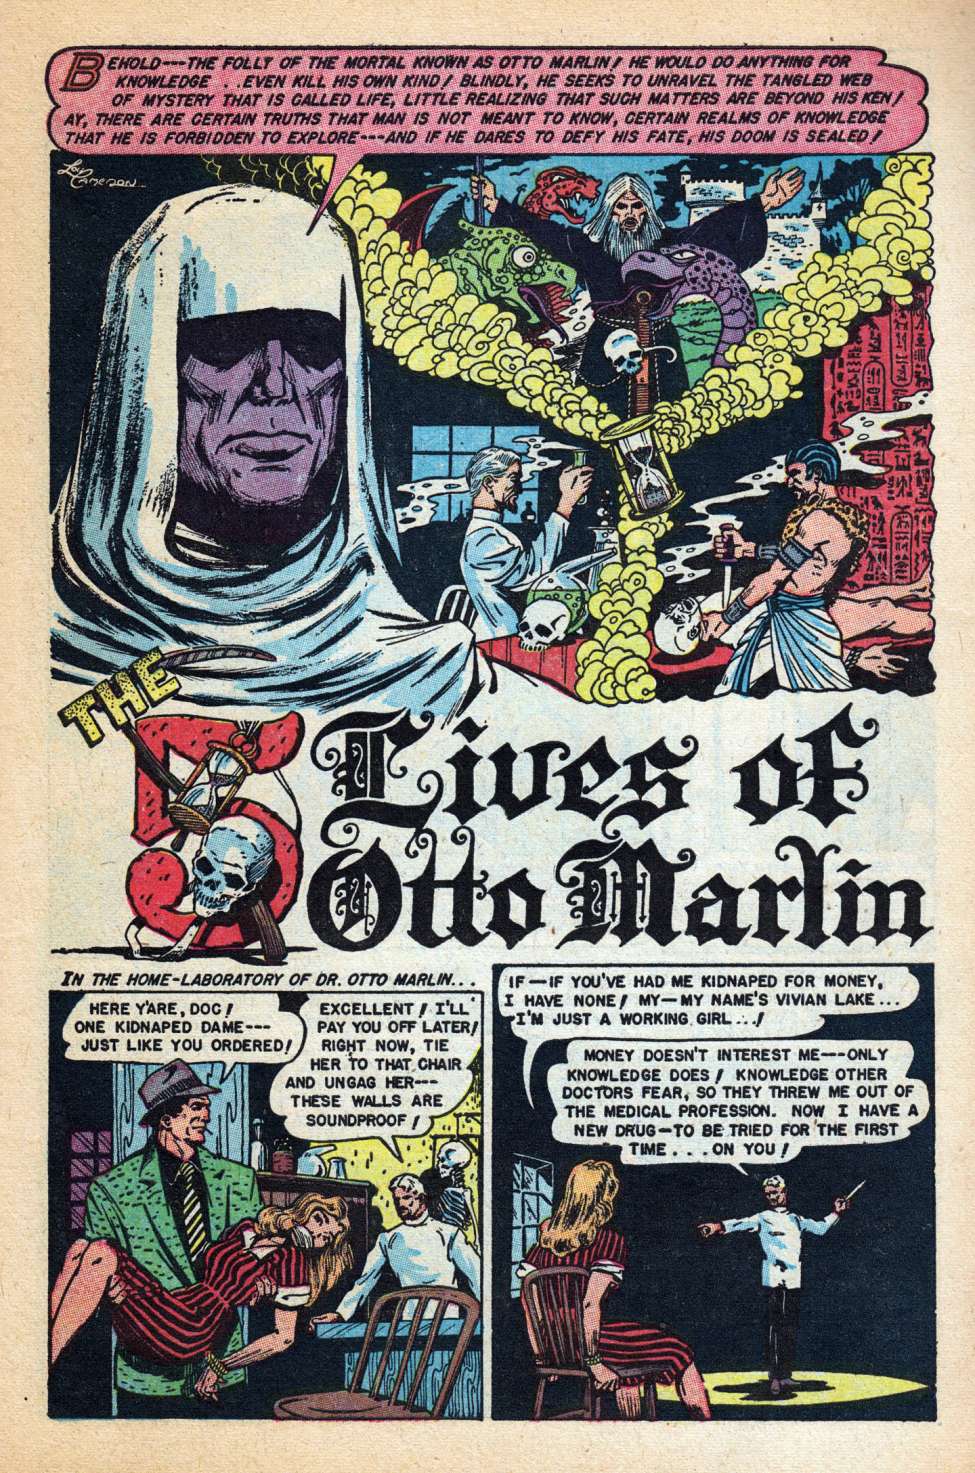 BEHOLD---THE FOLLY OF THE MORTAL KNOWN AS OTTO MARLIN! HE WOULD DO ANYTHING FOR
KNOWLEDGE...EVEN KILL HIS OWN KIND! BLINDLY, HE SEEKS TO UNRAVEL THE TANGLED WEB
OF MYSTERY THAT IS CALLED LIFE, LITTLE REALIZING THAT SUCH MATTERS ARE BEYOND HIS KEN!
AY, THERE ARE CERTAIN TRUTHS THAT MAN IS NOT MEANT TO KNOW, CERTAIN REALMS OF KNOWLEDGE
THAT HE IS FORBIDDEN TO EXPLORE---AND IF HE DARES TO DEFY HIS FATE, HIS DOOM IS SEALED!
Lou
Cameron...
THE
5 Lives of
Otto Marlin
IN THE HOME-LABORATORY OF DR. OTTO MARLIN...
HERE Y'ARE, DOC!
ONE KIDNAPED DAME---
JUST LIKE YOU ORDERED!
EXCELLENT! I'LL
PAY YOU OFF LATER!
RIGHT NOW, TIE
HER TO THAT CHAIR
AND UNGAG HER---
THESE WALLS ARE
SOUNDPROOF!
IF—IF YOU'VE HAD ME KIDNAPED FOR MONEY,
I HAVE NONE! MY—MY NAME'S VIVIAN LAKE...
I'M JUST A WORKING GIRL...!
MONEY DOESN'T INTEREST ME---ONLY
KNOWLEDGE DOES! KNOWLEDGE OTHER
DOCTORS FEAR, SO THEY THREW ME OUT OF
THE MEDICAL PROFESSION. NOW I HAVE A
NEW DRUG—TO BE TRIED FOR THE FIRST
TIME...ON YOU!